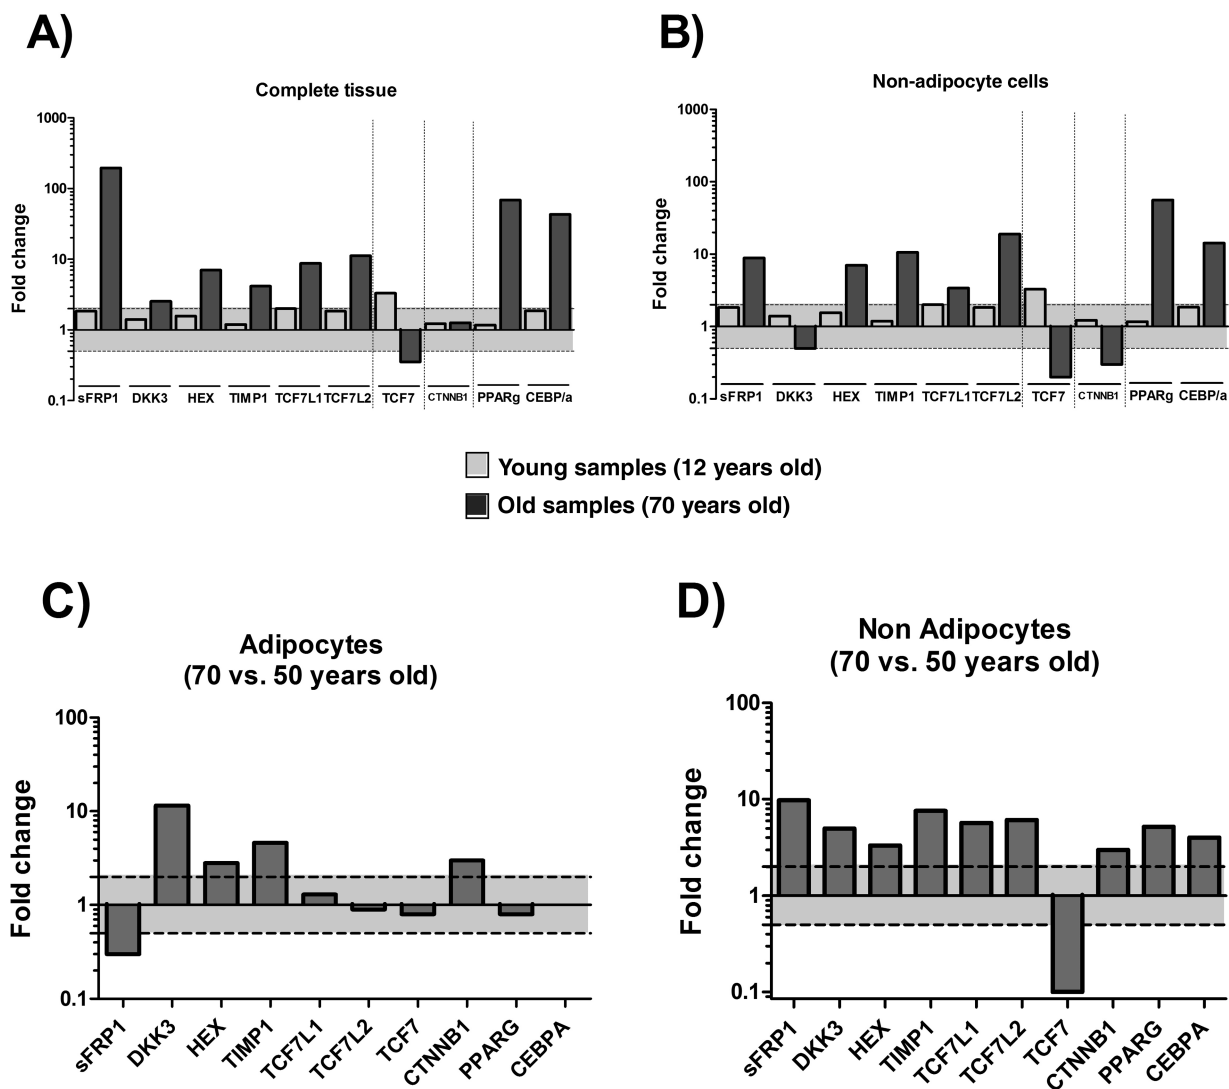 A)
Complete tissue
Fold change
1000
100
10
1
0.1
sFRP1 DKK3 HEX TIMP1 TCF7L1 TCF7L2 TCF7 CTNNB1 PPARg CEBP/a
B)
Non-adipocyte cells
Fold change
1000
100
10
1
0.1
sFRP1 DKK3 HEX TIMP1 TCF7L1 TCF7L2 TCF7 CTNNB1 PPARg CEBP/a
Young samples (12 years old)
Old samples (70 years old)
C)
Adipocytes
(70 vs. 50 years old)
Fold change
100
10
1
0.1
sFRP1 DKK3 HEX TIMP1 TCF7L1 TCF7L2 TCF7 CTNNB1 PPARG CEBPA
D)
Non Adipocytes
(70 vs. 50 years old)
Fold change
100
10
1
0.1
sFRP1 DKK3 HEX TIMP1 TCF7L1 TCF7L2 TCF7 CTNNB1 PPARG CEBPA